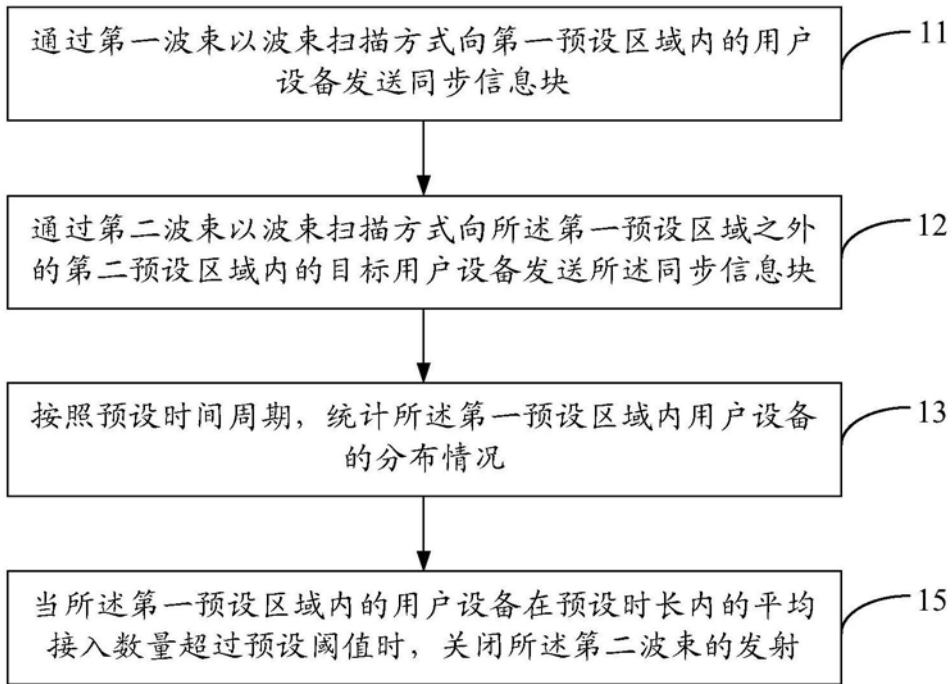 通过第一波束以波束扫描方式向第一预设区域内的用户
设备发送同步信息块
11
通过第二波束以波束扫描方式向所述第一预设区域之外
的第二预设区域内的目标用户设备发送所述同步信息块
12
按照预设时间周期，统计所述第一预设区域内用户设备
的分布情况
13
当所述第一预设区域内的用户设备在预设时长内的平均
接入数量超过预设阈值时，关闭所述第二波束的发射
15